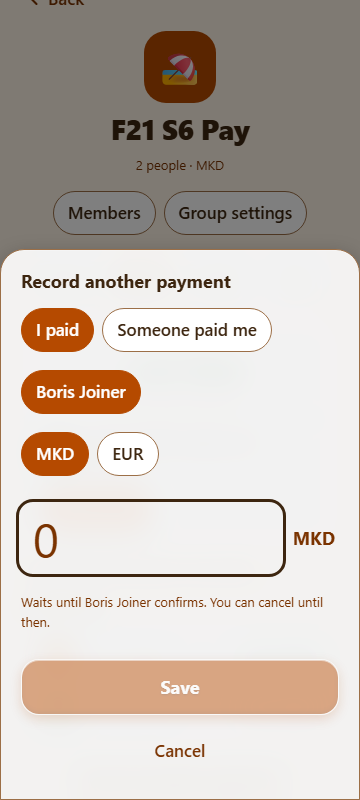 Back
F21 S6 Pay
2 people · MKD
Members
Group settings
Record another payment
I paid
Someone paid me
Boris Joiner
MKD
EUR
0
MKD
Waits until Boris Joiner confirms. You can cancel until
then.
Save
Cancel